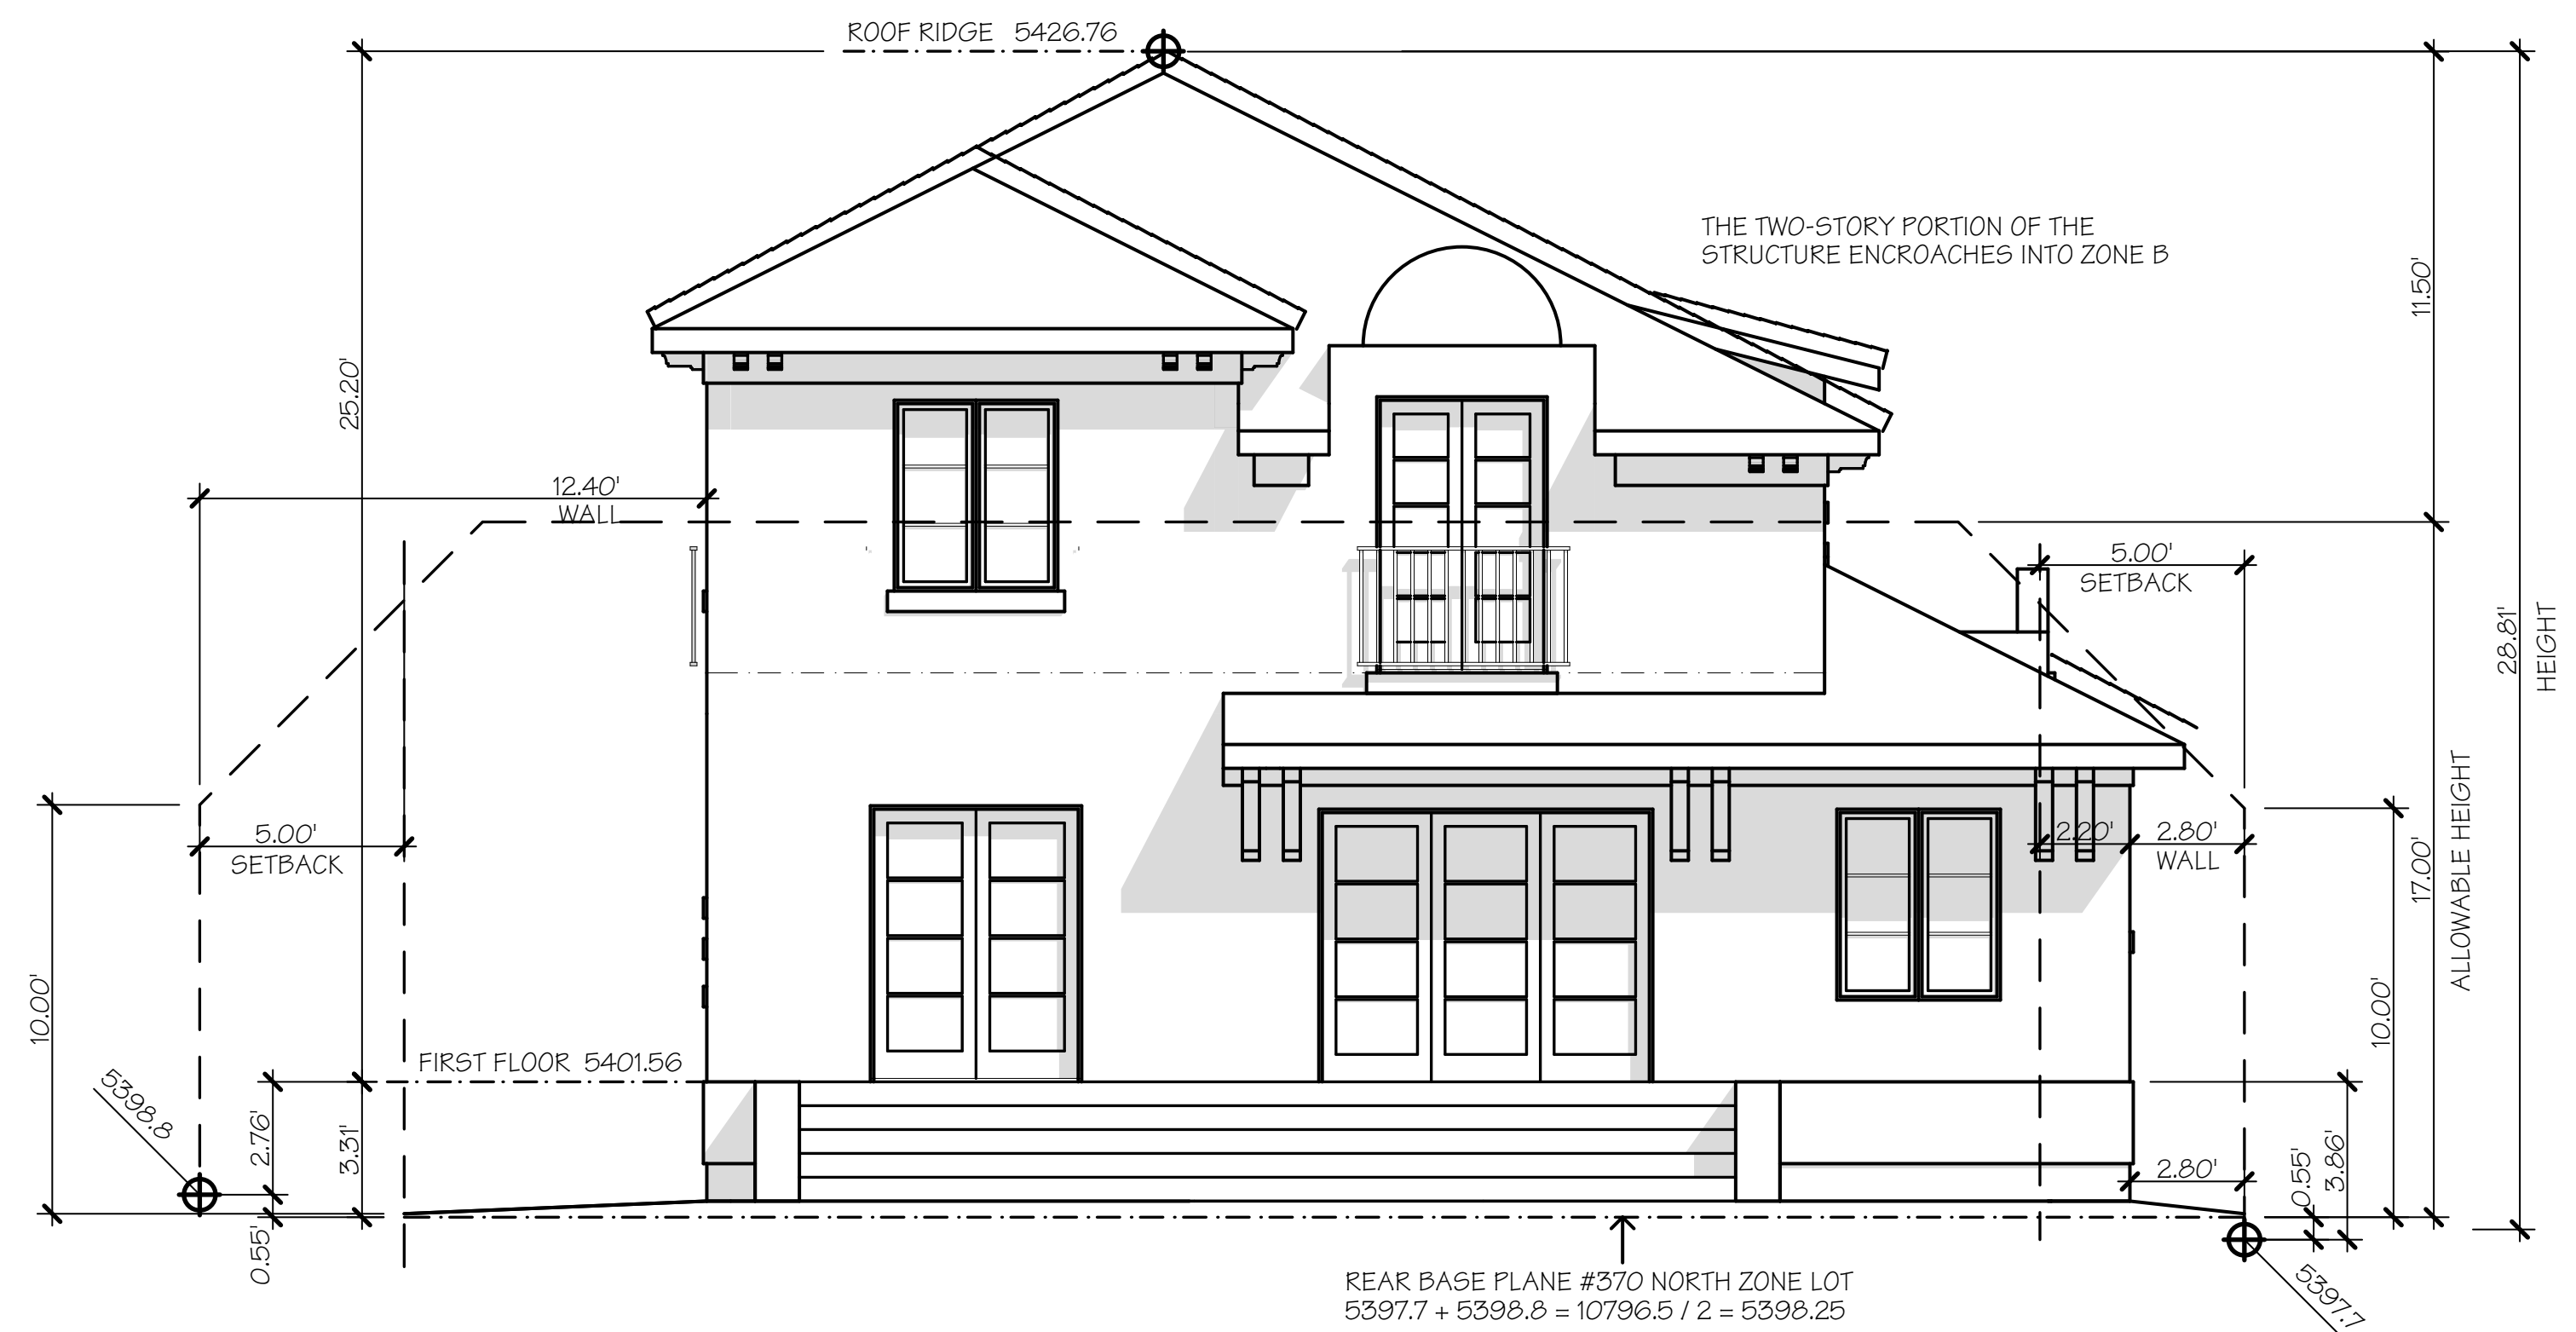 ROOF RIDGE 5426.76
THE TWO-STORY PORTION OF THE
STRUCTURE ENCROACHES INTO ZONE B
11.50'
25.20'
12.40'
WALL
5.00'
SETBACK
28.81'
HEIGHT
5.00'
SETBACK
2.20'
2.80'
WALL
17.00'
ALLOWABLE HEIGHT
10.00'
10.00'
FIRST FLOOR 5401.56
5398.8
2.76'
3.31'
0.55'
2.80'
0.55'
3.86'
REAR BASE PLANE #370 NORTH ZONE LOT
5397.7 + 5398.8 = 10796.5 / 2 = 5398.25
5397.7